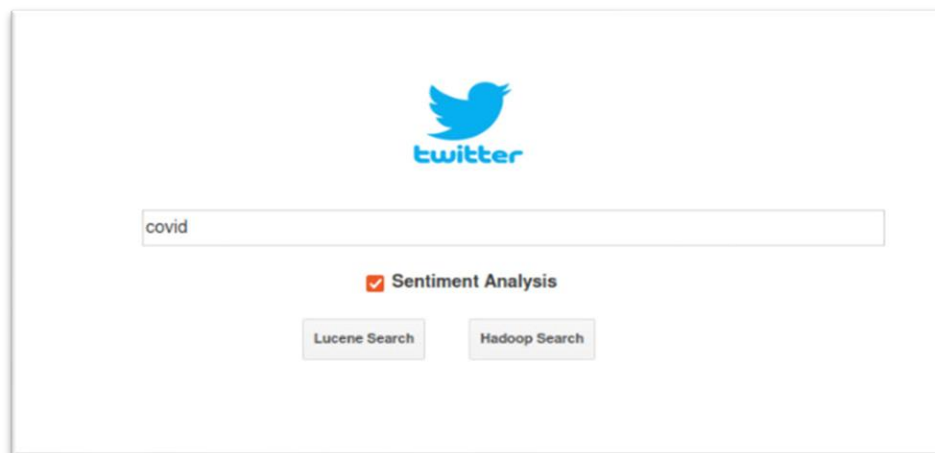 twitter
covid
Sentiment Analysis
Lucene Search Hadoop Search